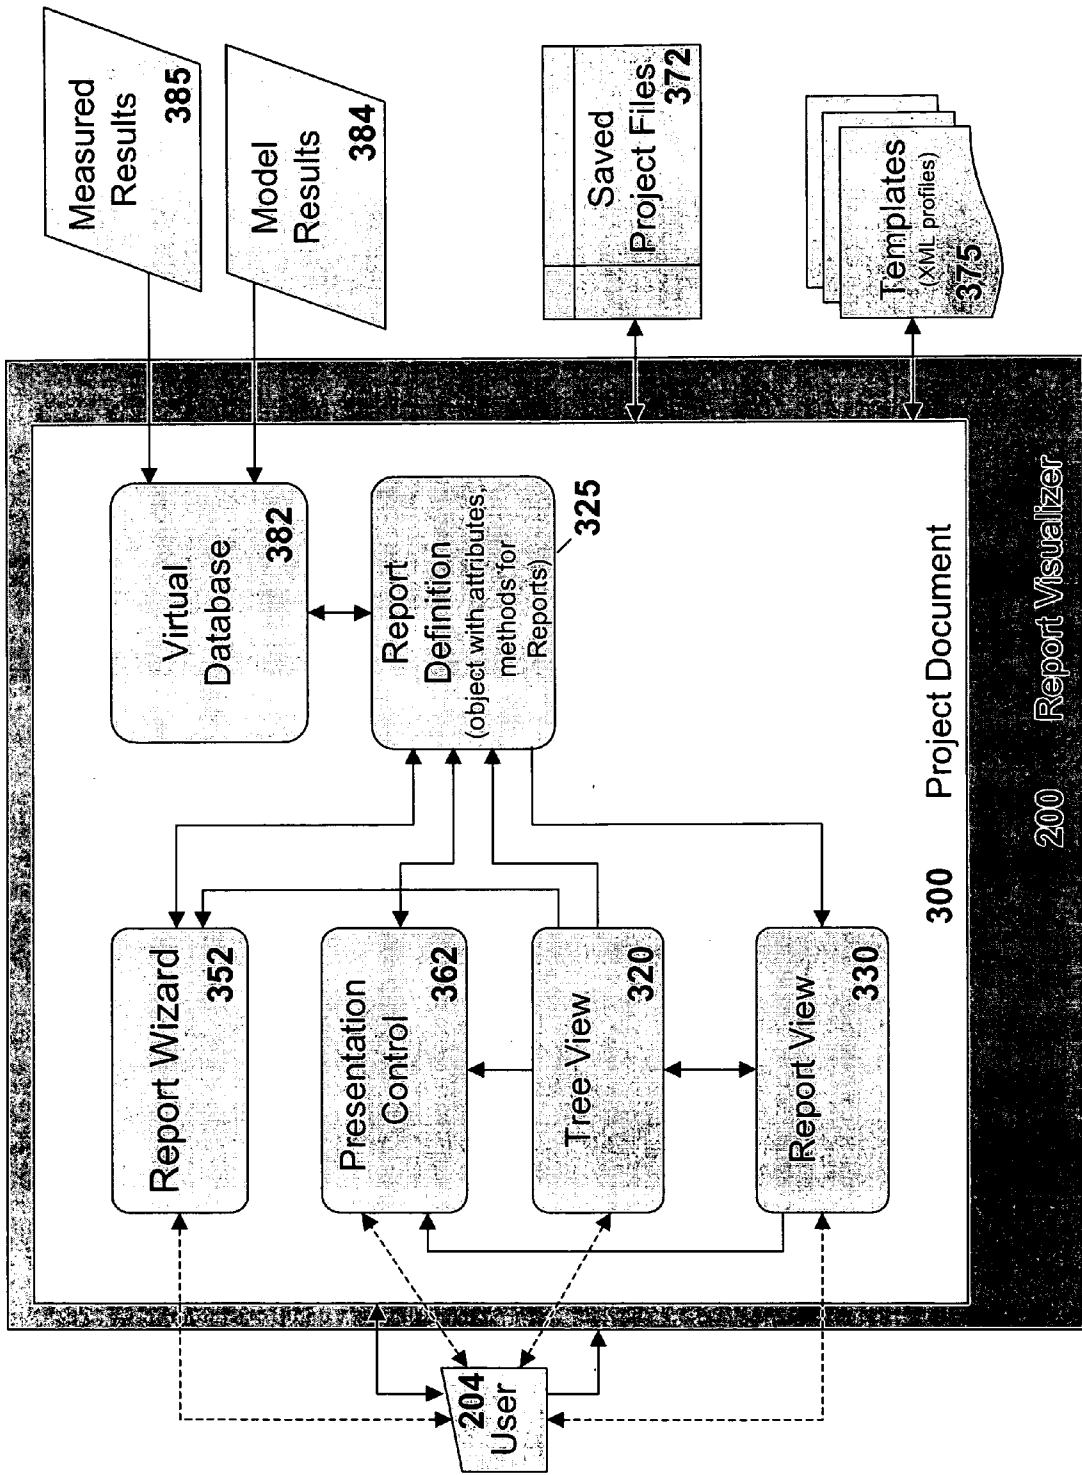 Measured
Results
385
Model
Results
384
Saved
Project Files
372
Templates
(XML profiles)
375
Virtual
Database
382
Report
Definition
(object with attributes,
methods for
Reports)
325
Report Wizard
352
Presentation
Control
362
Tree View
320
Report View
330
300 Project Document
200 Report Visualizer
204
User